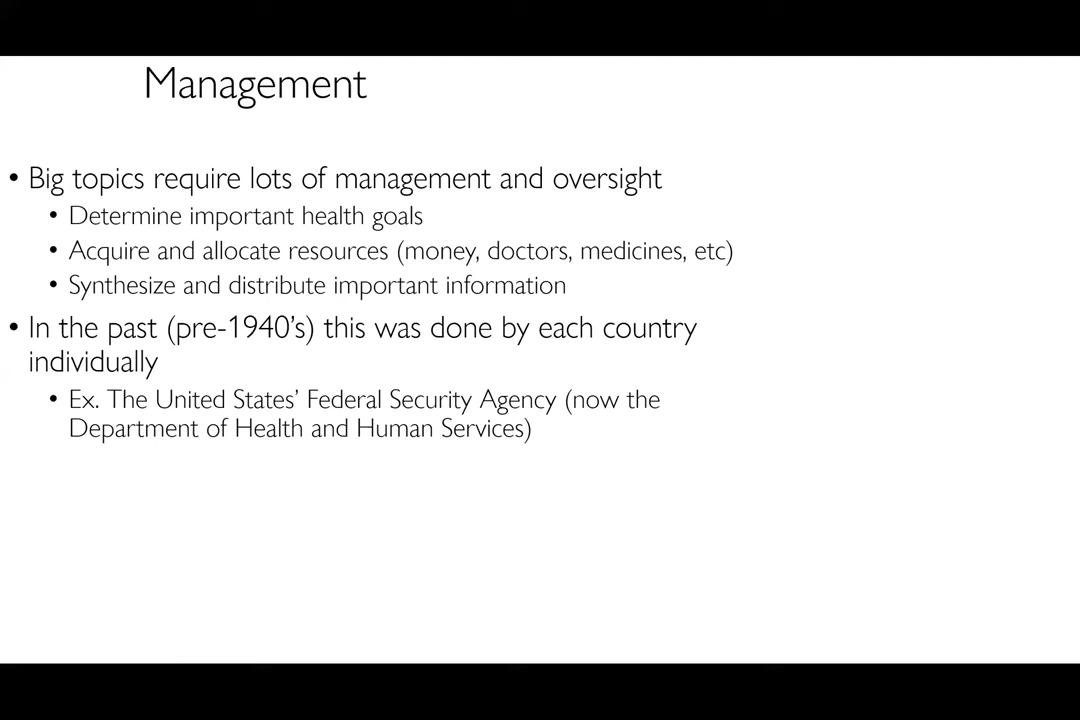 Management
• Big topics require lots of management and oversight
• Determine important health goals
• Acquire and allocate resources (money, doctors, medicines, etc)
• Synthesize and distribute important information
• In the past (pre-1940’s) this was done by each country
individually
• Ex. The United States’ Federal Security Agency (now the
Department of Health and Human Services)